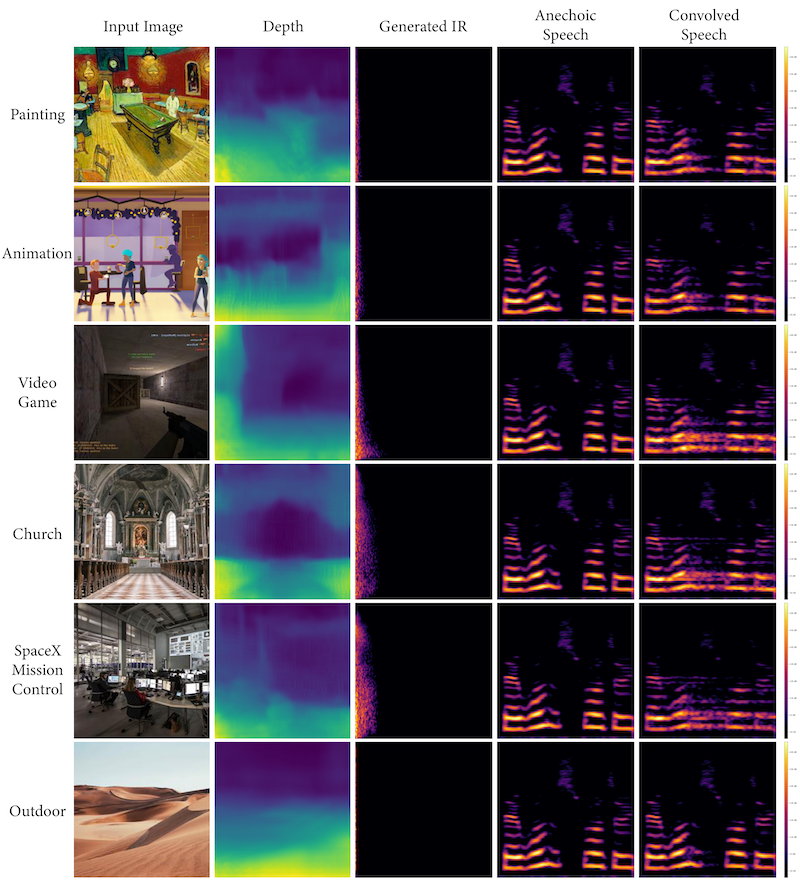 Input Image
Depth
Generated IR
Anechoic
Speech
Convolved
Speech
Painting
Animation
Video
Game
Church
SpaceX
Mission
Control
Outdoor